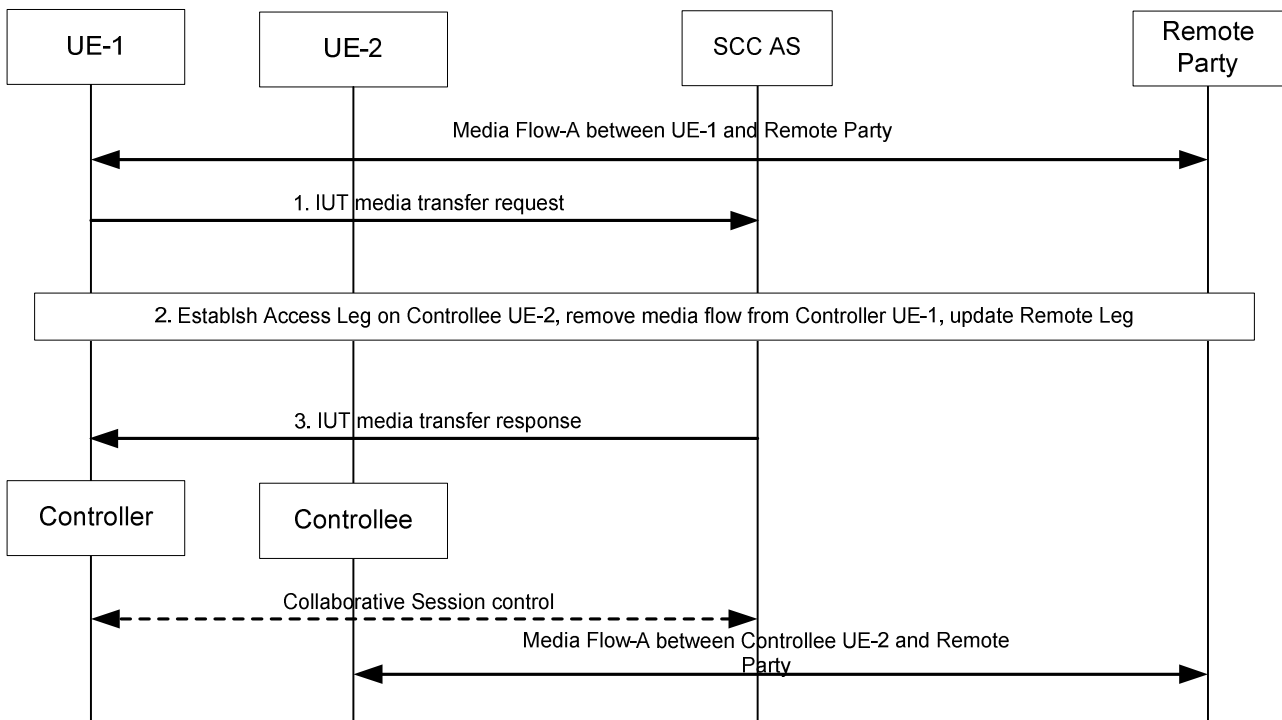 UE-1
UE-2
SCC AS
Remote
Party
Media Flow-A between UE-1 and Remote Party
1. IUT media transfer request
2. Establsh Access Leg on Controllee UE-2, remove media flow from Controller UE-1, update Remote Leg
3. IUT media transfer response
Controller
Controllee
Collaborative Session control
Media Flow-A between Controllee UE-2 and Remote
Party